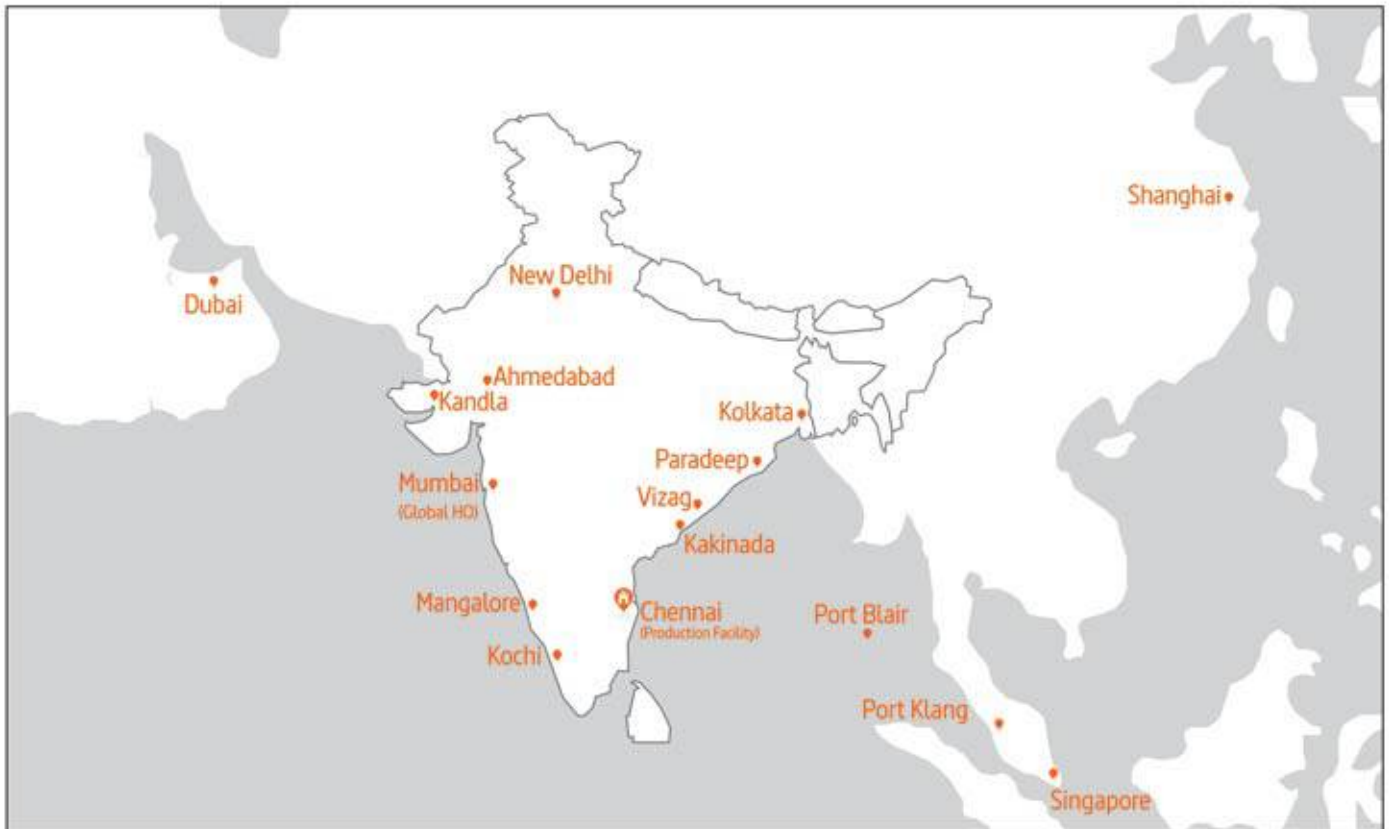 Shanghai
New Delhi
Dubai
Ahmedabad
Kandla
Kolkata
Paradeep
Mumbai
(Global HO)
Vizag
Kakinada
Mangalore
Chennai
(Production Facility)
Port Blair
Kochi
Port Klang
Singapore